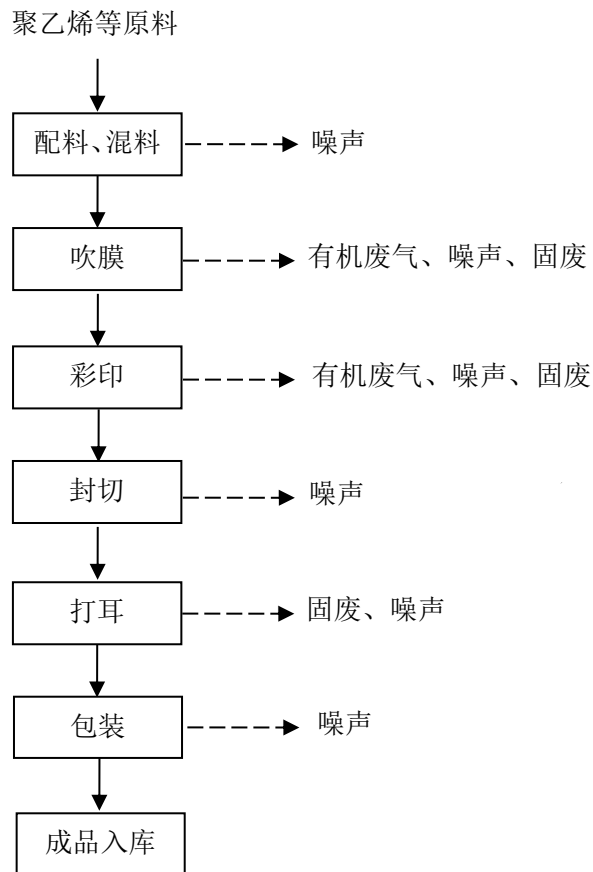 聚乙烯等原料
配料、混料
噪声
吹膜
有机废气、噪声、固废
彩印
有机废气、噪声、固废
封切
噪声
打耳
固废、噪声
包装
噪声
成品入库